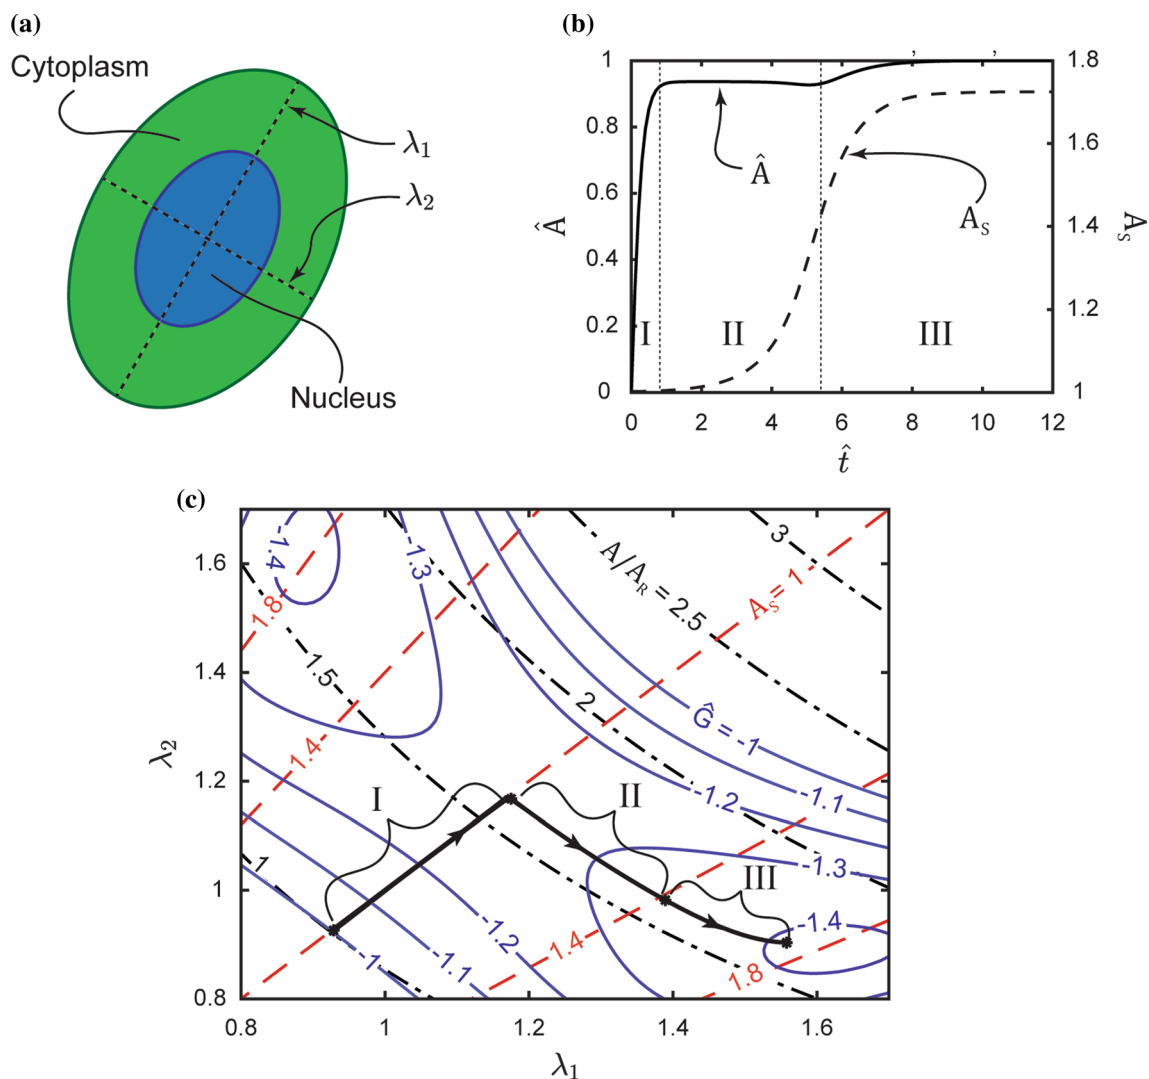 (a)
Cytoplasm
λ1
λ2
Nucleus
(b)
1
0.8
0.6
0.4
0.2
0
Â
, ,
Â
A_S
I II III
1.8
1.6
1.4
1.2
1
A_S
0 2 4 6 8 10 12
t̂
(c)
1.6
1.4
1.2
1
0.8
λ2
-1.4
-1.3
A/A_R = 2.5
3
1.8
A_S = 1
1.5
2
Ĝ = -1
1.4
-1.1
-1.2
I
II
III
-1.3
1
-1.4
-1.2
1.4
-1.1
1.8
-1
0.8 1 1.2 1.4 1.6
λ1